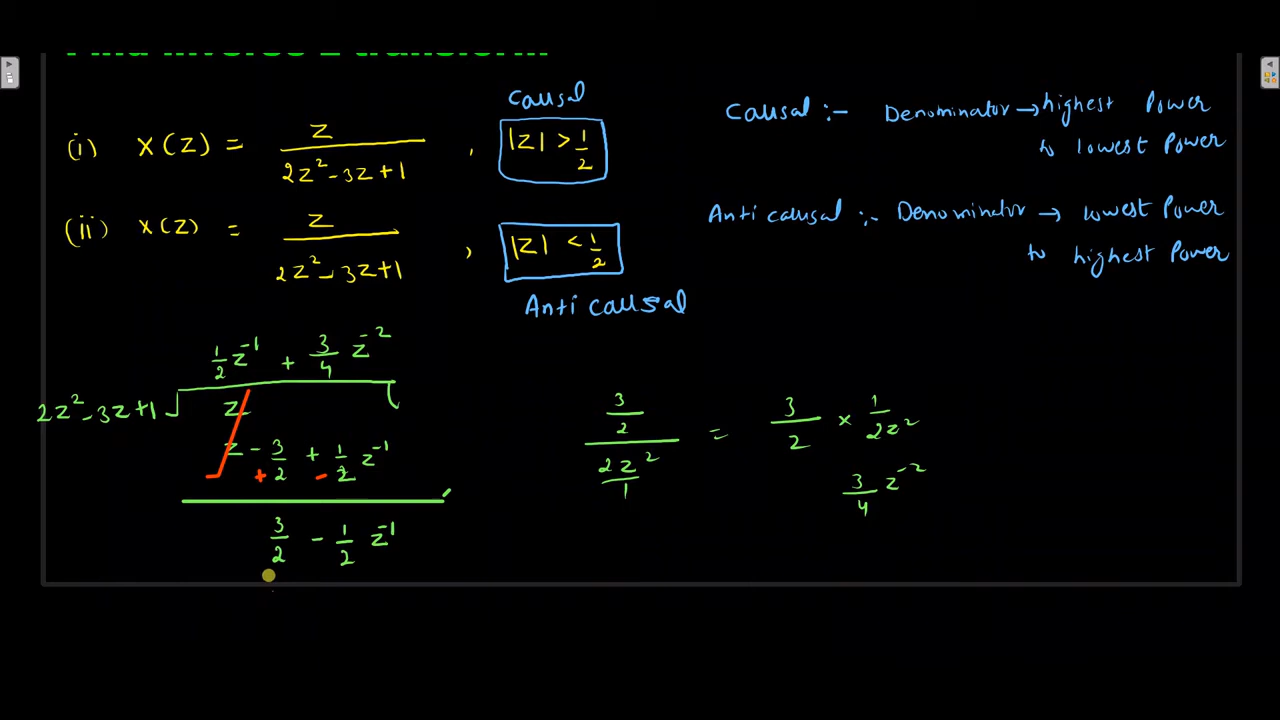 Find Inverse Z transform
Causal
(i) X(Z) = z / 2z² - 3z + 1 , |z| > 1/2
Causal :- Denominator → highest Power
to lowest Power
(ii) X(Z) = z / 2z² - 3z + 1 , |z| < 1/2
Anti causal :- Denominator → lowest Power
to highest Power
Anti causal
1/2 z⁻¹ + 3/4 z⁻²
2z² - 3z + 1 √ z
z - 3/2 + 1/2 z⁻¹
+ -
3/2 - 1/2 z⁻¹
3/2 / 2z²/1 = 3/2 × 1/2z²
3/4 z⁻²